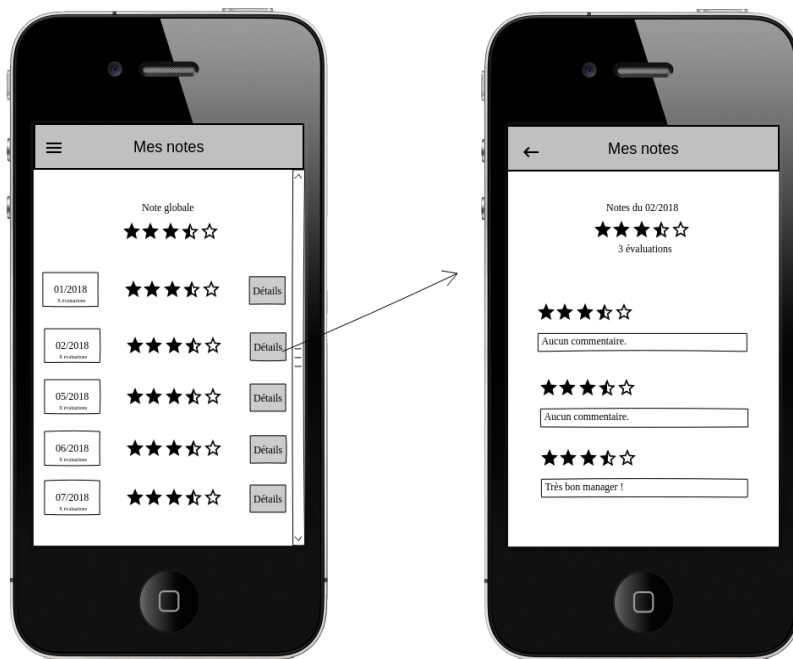 Mes notes
Note globale
01/2018
X évaluations
Détails
02/2018
X évaluations
Détails
05/2018
X évaluations
Détails
06/2018
X évaluations
Détails
07/2018
X évaluations
Détails
Mes notes
Notes du 02/2018
3 évaluations
Aucun commentaire.
Aucun commentaire.
Très bon manager !